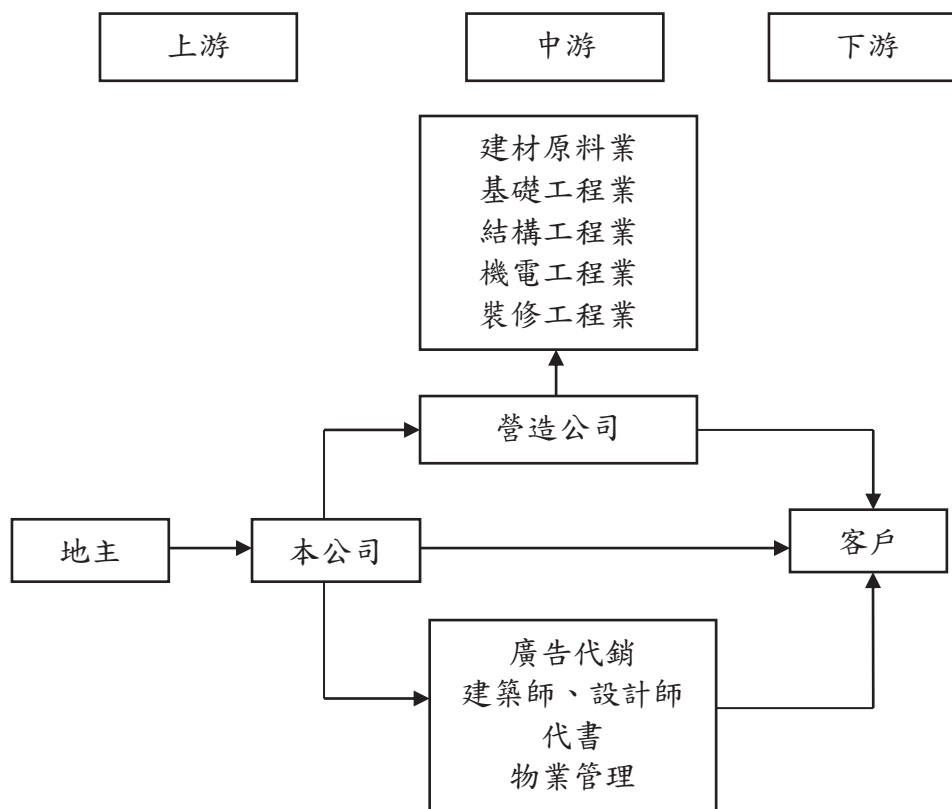 上游
中游
下游
建材原料業
基礎工程業
結構工程業
機電工程業
裝修工程業
營造公司
地主
本公司
客戶
廣告代銷
建築師、設計師
代書
物業管理